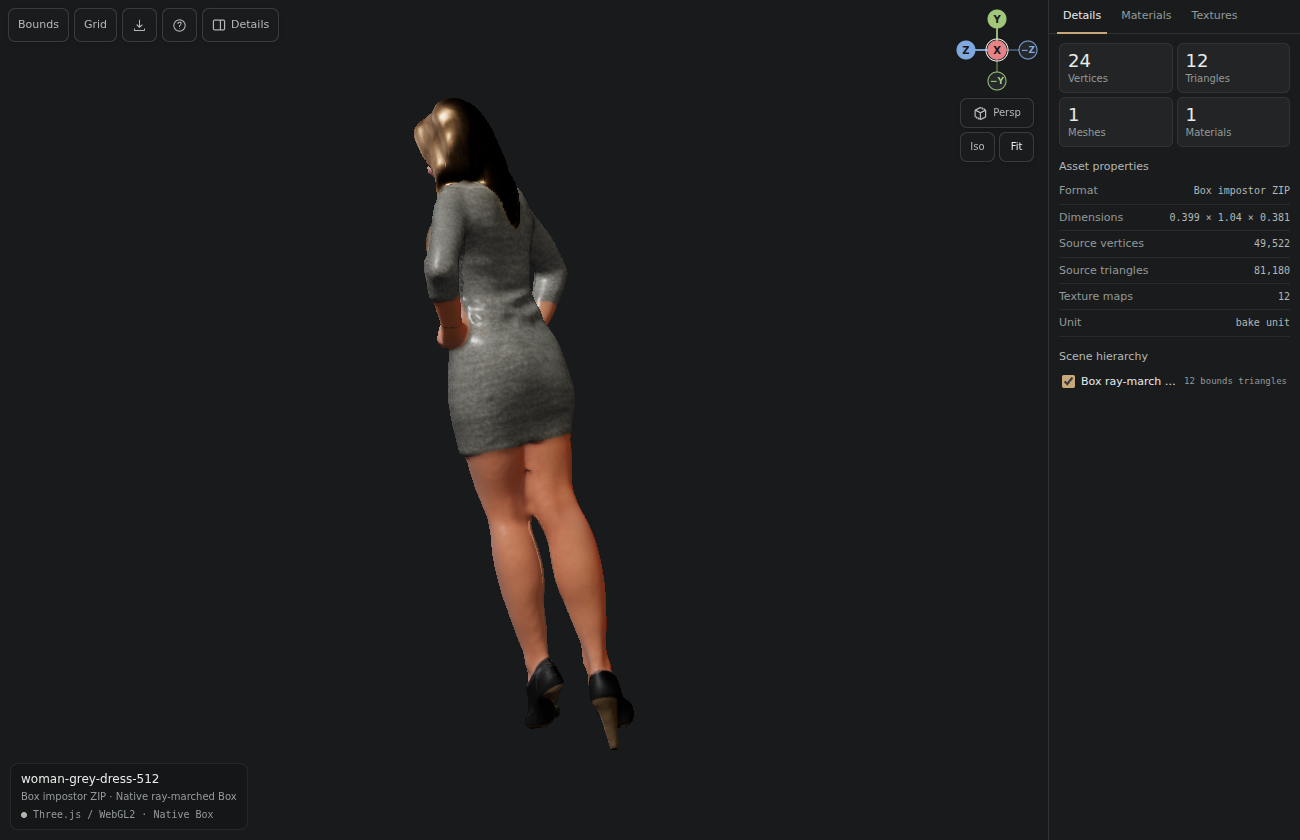 Bounds
Grid
Details
Y
Z
X
−Z
−Y
Persp
Iso
Fit
woman-grey-dress-512
Box impostor ZIP · Native ray-marched Box
Three.js / WebGL2 · Native Box
Details Materials Textures
24
Vertices
12
Triangles
1
Meshes
1
Materials
Asset properties
Format Box impostor ZIP
Dimensions 0.399 × 1.04 × 0.381
Source vertices 49,522
Source triangles 81,180
Texture maps 12
Unit bake unit
Scene hierarchy
Box ray-march ... 12 bounds triangles